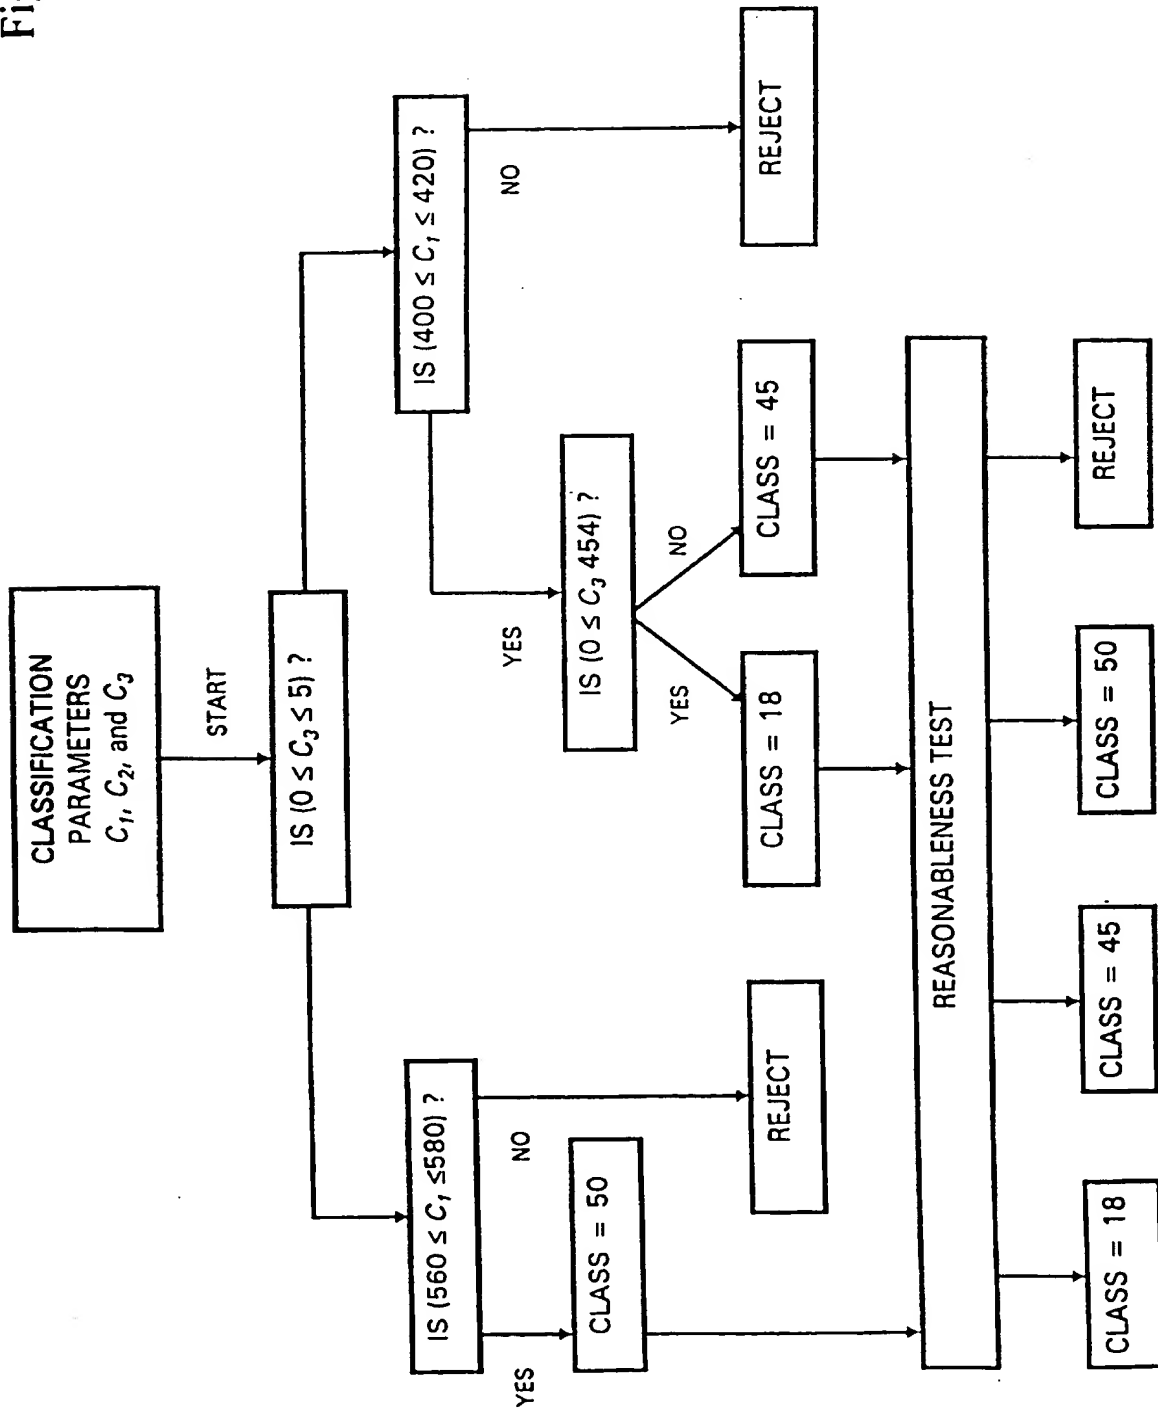 Fi
CLASSIFICATION
PARAMETERS
C1, C2, and C3
START
IS (0 ≤ C3 ≤ 5) ?
IS (560 ≤ C1 ≤580) ?
IS (400 ≤ C1 ≤ 420) ?
YES
NO
YES
NO
CLASS = 50
IS (0 ≤ C3 454) ?
YES
NO
REJECT
CLASS = 18
CLASS = 45
REJECT
REASONABLENESS TEST
CLASS = 18
CLASS = 45
CLASS = 50
REJECT